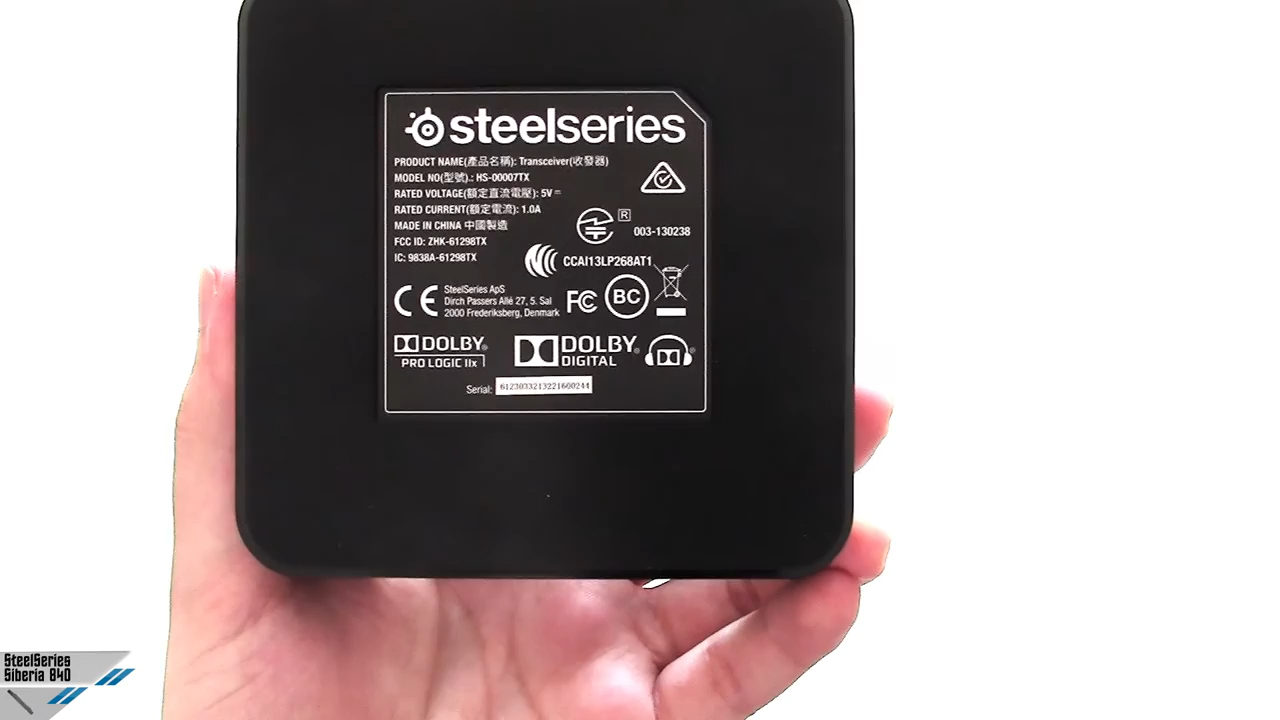 steelseries
PRODUCT NAME(產品名稱): Transceiver(收發器)
MODEL NO(型號).: HS-00007TX
RATED VOLTAGE(額定直流電壓): 5V⎓
RATED CURRENT(額定電流): 1.0A
MADE IN CHINA 中國製造
FCC ID: ZHK-61298TX
IC: 9838A-61298TX
R
003-130238
CCAI13LP268AT1
CE
SteelSeries ApS
Dirch Passers Allé 27, 5. Sal
2000 Frederiksberg, Denmark
FC
BC
DOLBY
PRO LOGIC IIx
DOLBY
DIGITAL
Serial: 6123033213221600244
SteelSeries
Siberia 840